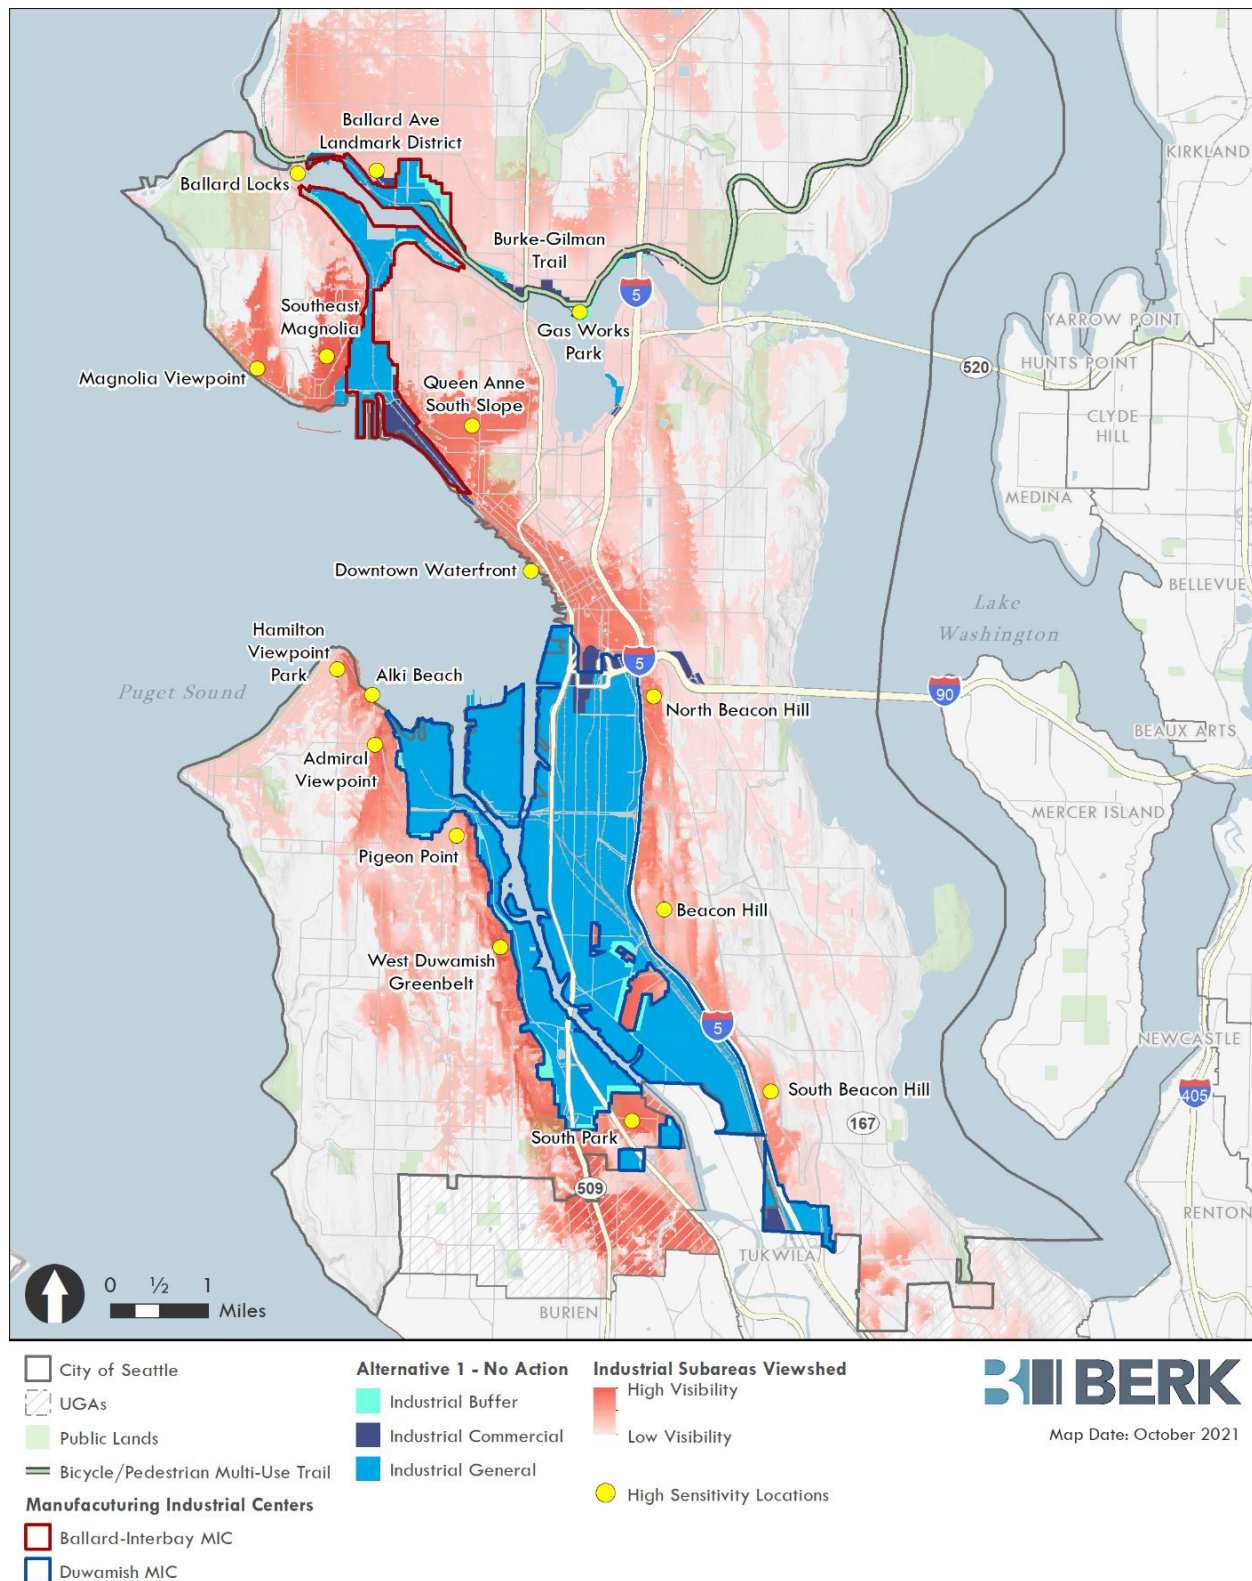 KIRKLAND
Ballard Ave
Landmark District
Ballard Locks
Burke-Gilman
Trail
5
Southeast
Magnolia
Gas Works
Park
YARROW POINT
HUNTS POINT
520
Magnolia Viewpoint
Queen Anne
South Slope
CLYDE
HILL
MEDINA
Downtown Waterfront
BELLEVUE
Lake
Washington
Hamilton
Viewpoint
Park
Alki Beach
Puget Sound
5
90
North Beacon Hill
BEAUX ARTS
Admiral
Viewpoint
MERCER ISLAND
Pigeon Point
Beacon Hill
West Duwamish
Greenbelt
5
NEWCASTLE
South Beacon Hill
405
167
South Park
509
RENTON
TUKWILA
BURIEN
0 ½ 1
Miles
City of Seattle
UGAs
Public Lands
Bicycle/Pedestrian Multi-Use Trail
Manufacuturing Industrial Centers
Ballard-Interbay MIC
Duwamish MIC
Alternative 1 - No Action
Industrial Buffer
Industrial Commercial
Industrial General
Industrial Subareas Viewshed
High Visibility
Low Visibility
High Sensitivity Locations
BERK
Map Date: October 2021